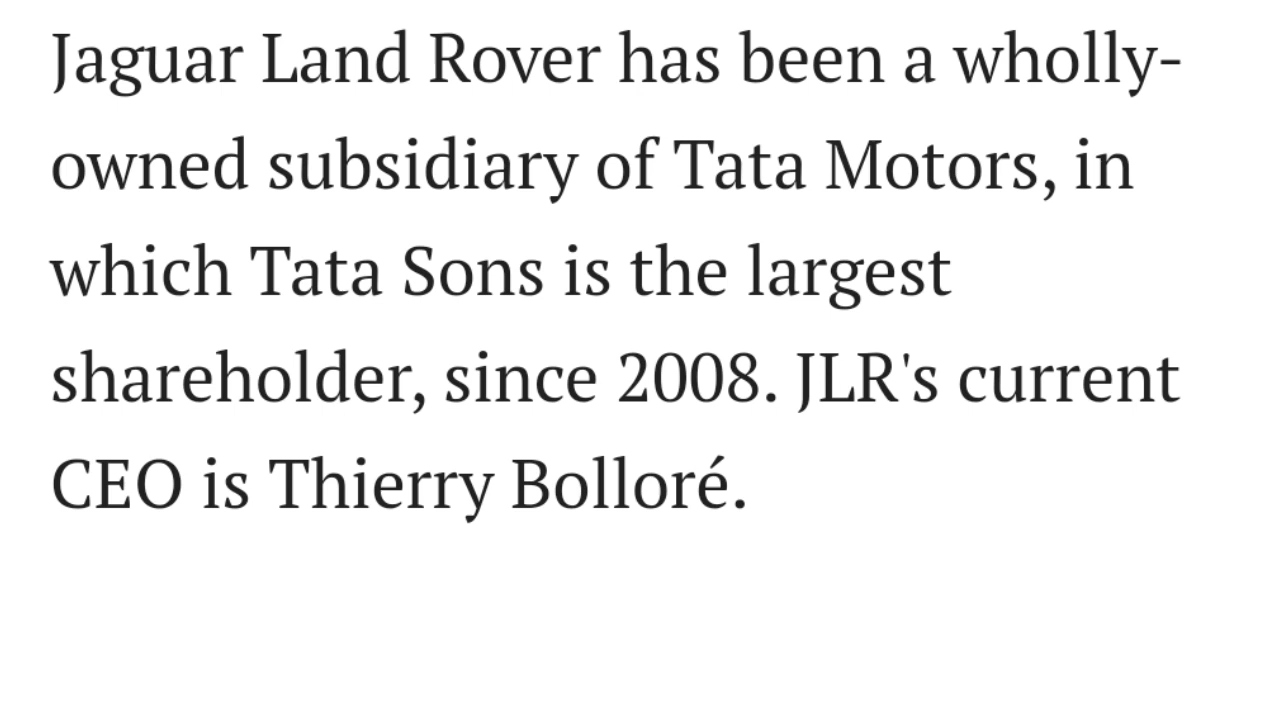 Jaguar Land Rover has been a wholly-
owned subsidiary of Tata Motors, in
which Tata Sons is the largest
shareholder, since 2008. JLR's current
CEO is Thierry Bolloré.